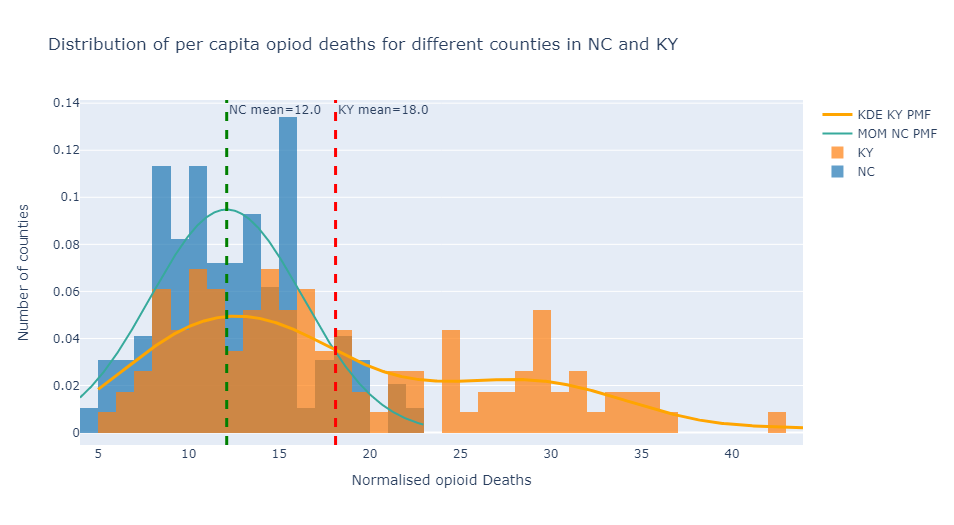 Distribution of per capita opiod deaths for different counties in NC and KY
NC mean=12.0
KY mean=18.0
KDE KY PMF
MOM NC PMF
KY
NC
Number of counties
0.14
0.12
0.1
0.08
0.06
0.04
0.02
0
5 10 15 20 25 30 35 40
Normalised opioid Deaths